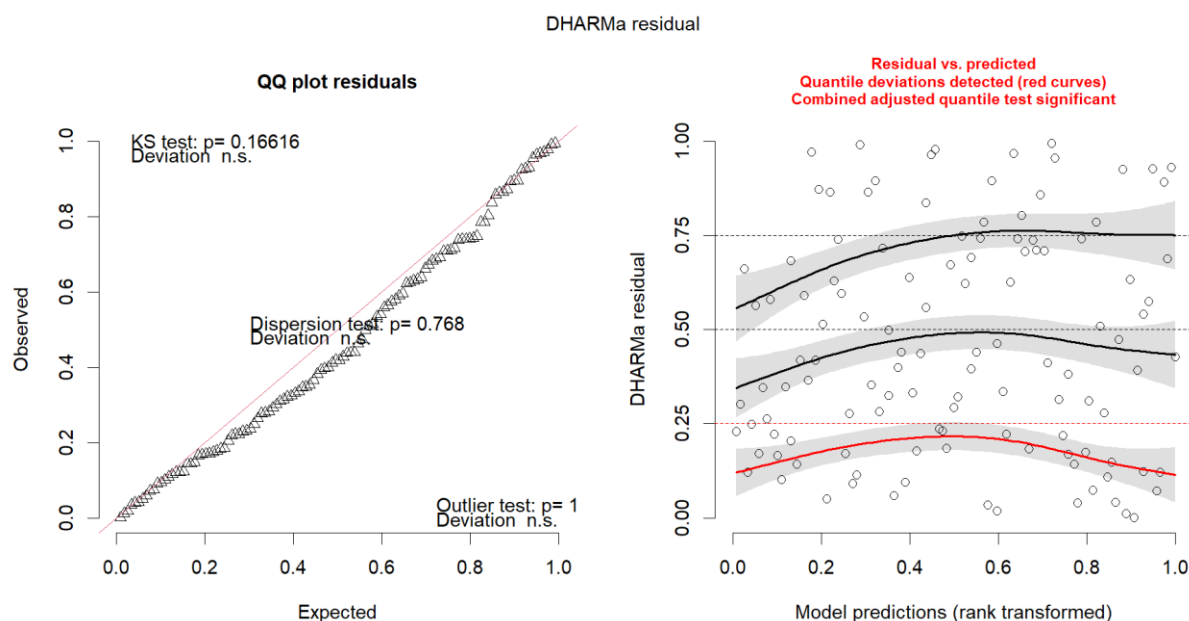 DHARMa residual
QQ plot residuals
KS test: p= 0.16616
Deviation n.s.
Dispersion test: p= 0.768
Deviation n.s.
Outlier test: p= 1
Deviation n.s.
Observed
1.0
0.8
0.6
0.4
0.2
0.0
0.0 0.2 0.4 0.6 0.8 1.0
Expected
Residual vs. predicted
Quantile deviations detected (red curves)
Combined adjusted quantile test significant
DHARMa residual
1.00
0.75
0.50
0.25
0.00
0.0 0.2 0.4 0.6 0.8 1.0
Model predictions (rank transformed)